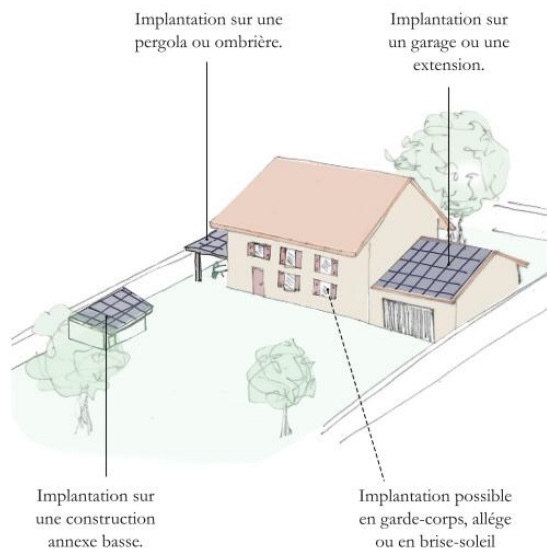 Implantation sur une
pergola ou ombrière.
Implantation sur
un garage ou une
extension.
Implantation sur
une construction
annexe basse.
Implantation possible
en garde-corps, allége
ou en brise-soleil